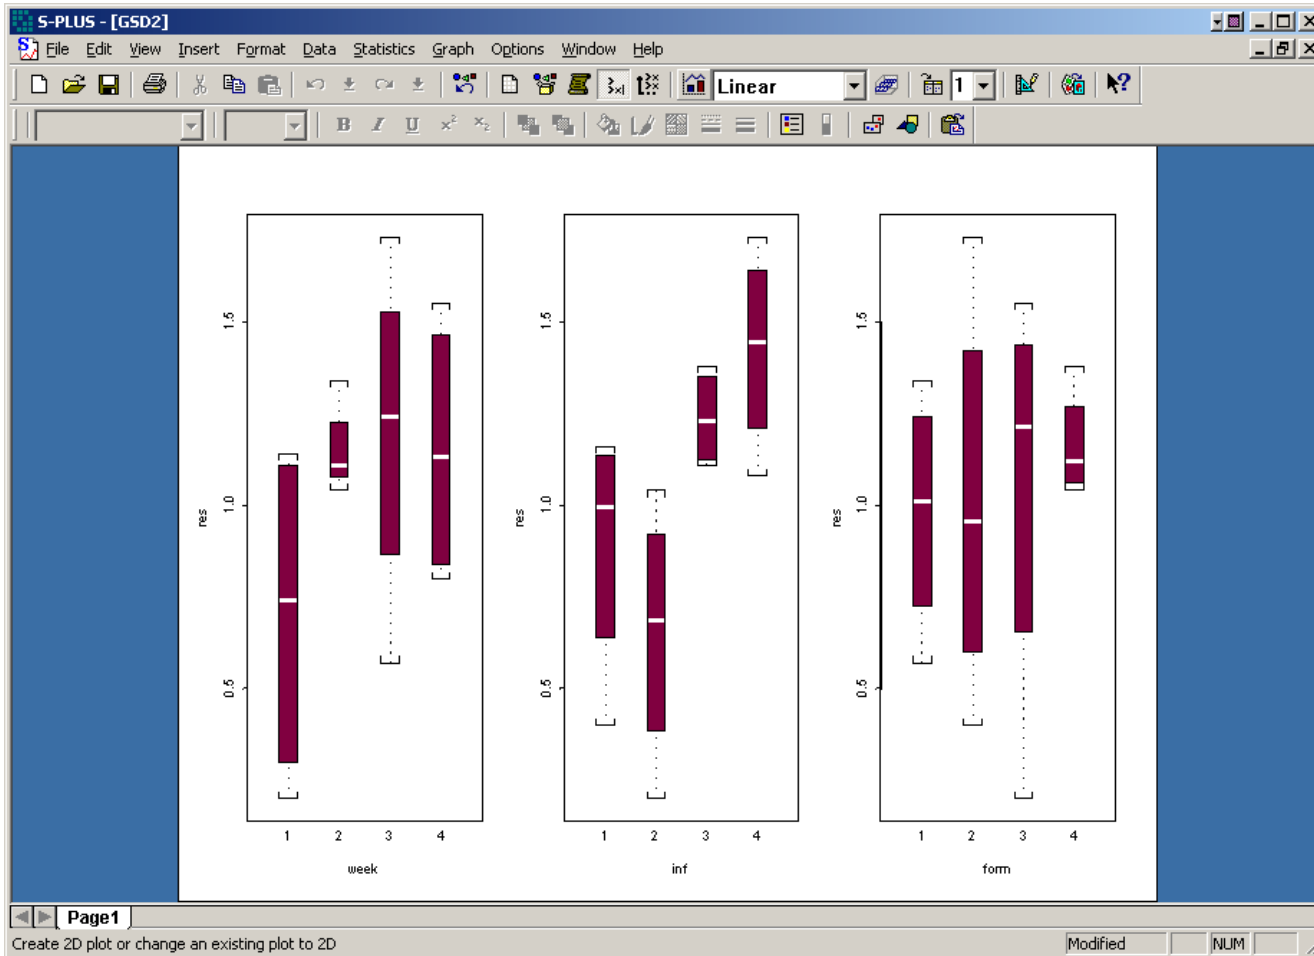 S-PLUS - [GSD2]
File Edit View Insert Format Data Statistics Graph Options Window Help
Linear 1
B I U x² x₂
1.5 1.5 1.5
1.0 1.0 1.0
res res res
0.5 0.5 0.5
1 2 3 4 1 2 3 4 1 2 3 4
week inf form
Page1
Create 2D plot or change an existing plot to 2D Modified NUM